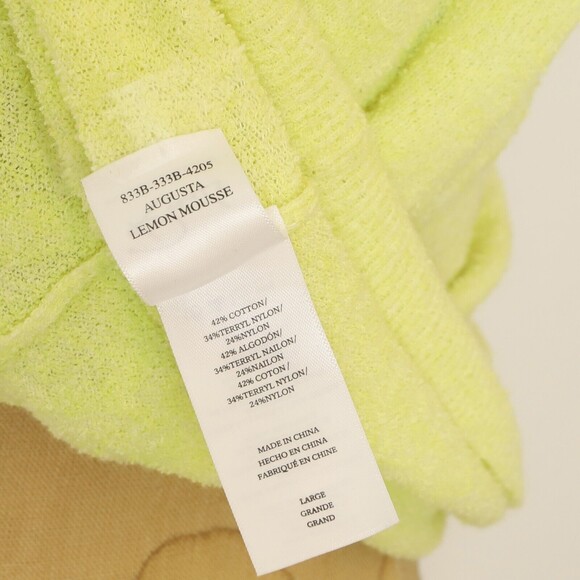 833B-333B-4205
AUGUSTA
LEMON MOUSSE
42% COTTON/
34%TERRYL NYLON/
24%NYLON
42% ALGODÓN/
34%TERRYL NAILON/
24%NAILON
42% COTON/
34%TERRYL NYLON/
24%NYLON
MADE IN CHINA
HECHO EN CHINA
FABRIQUÉ EN CHINE
LARGE
GRANDE
GRAND